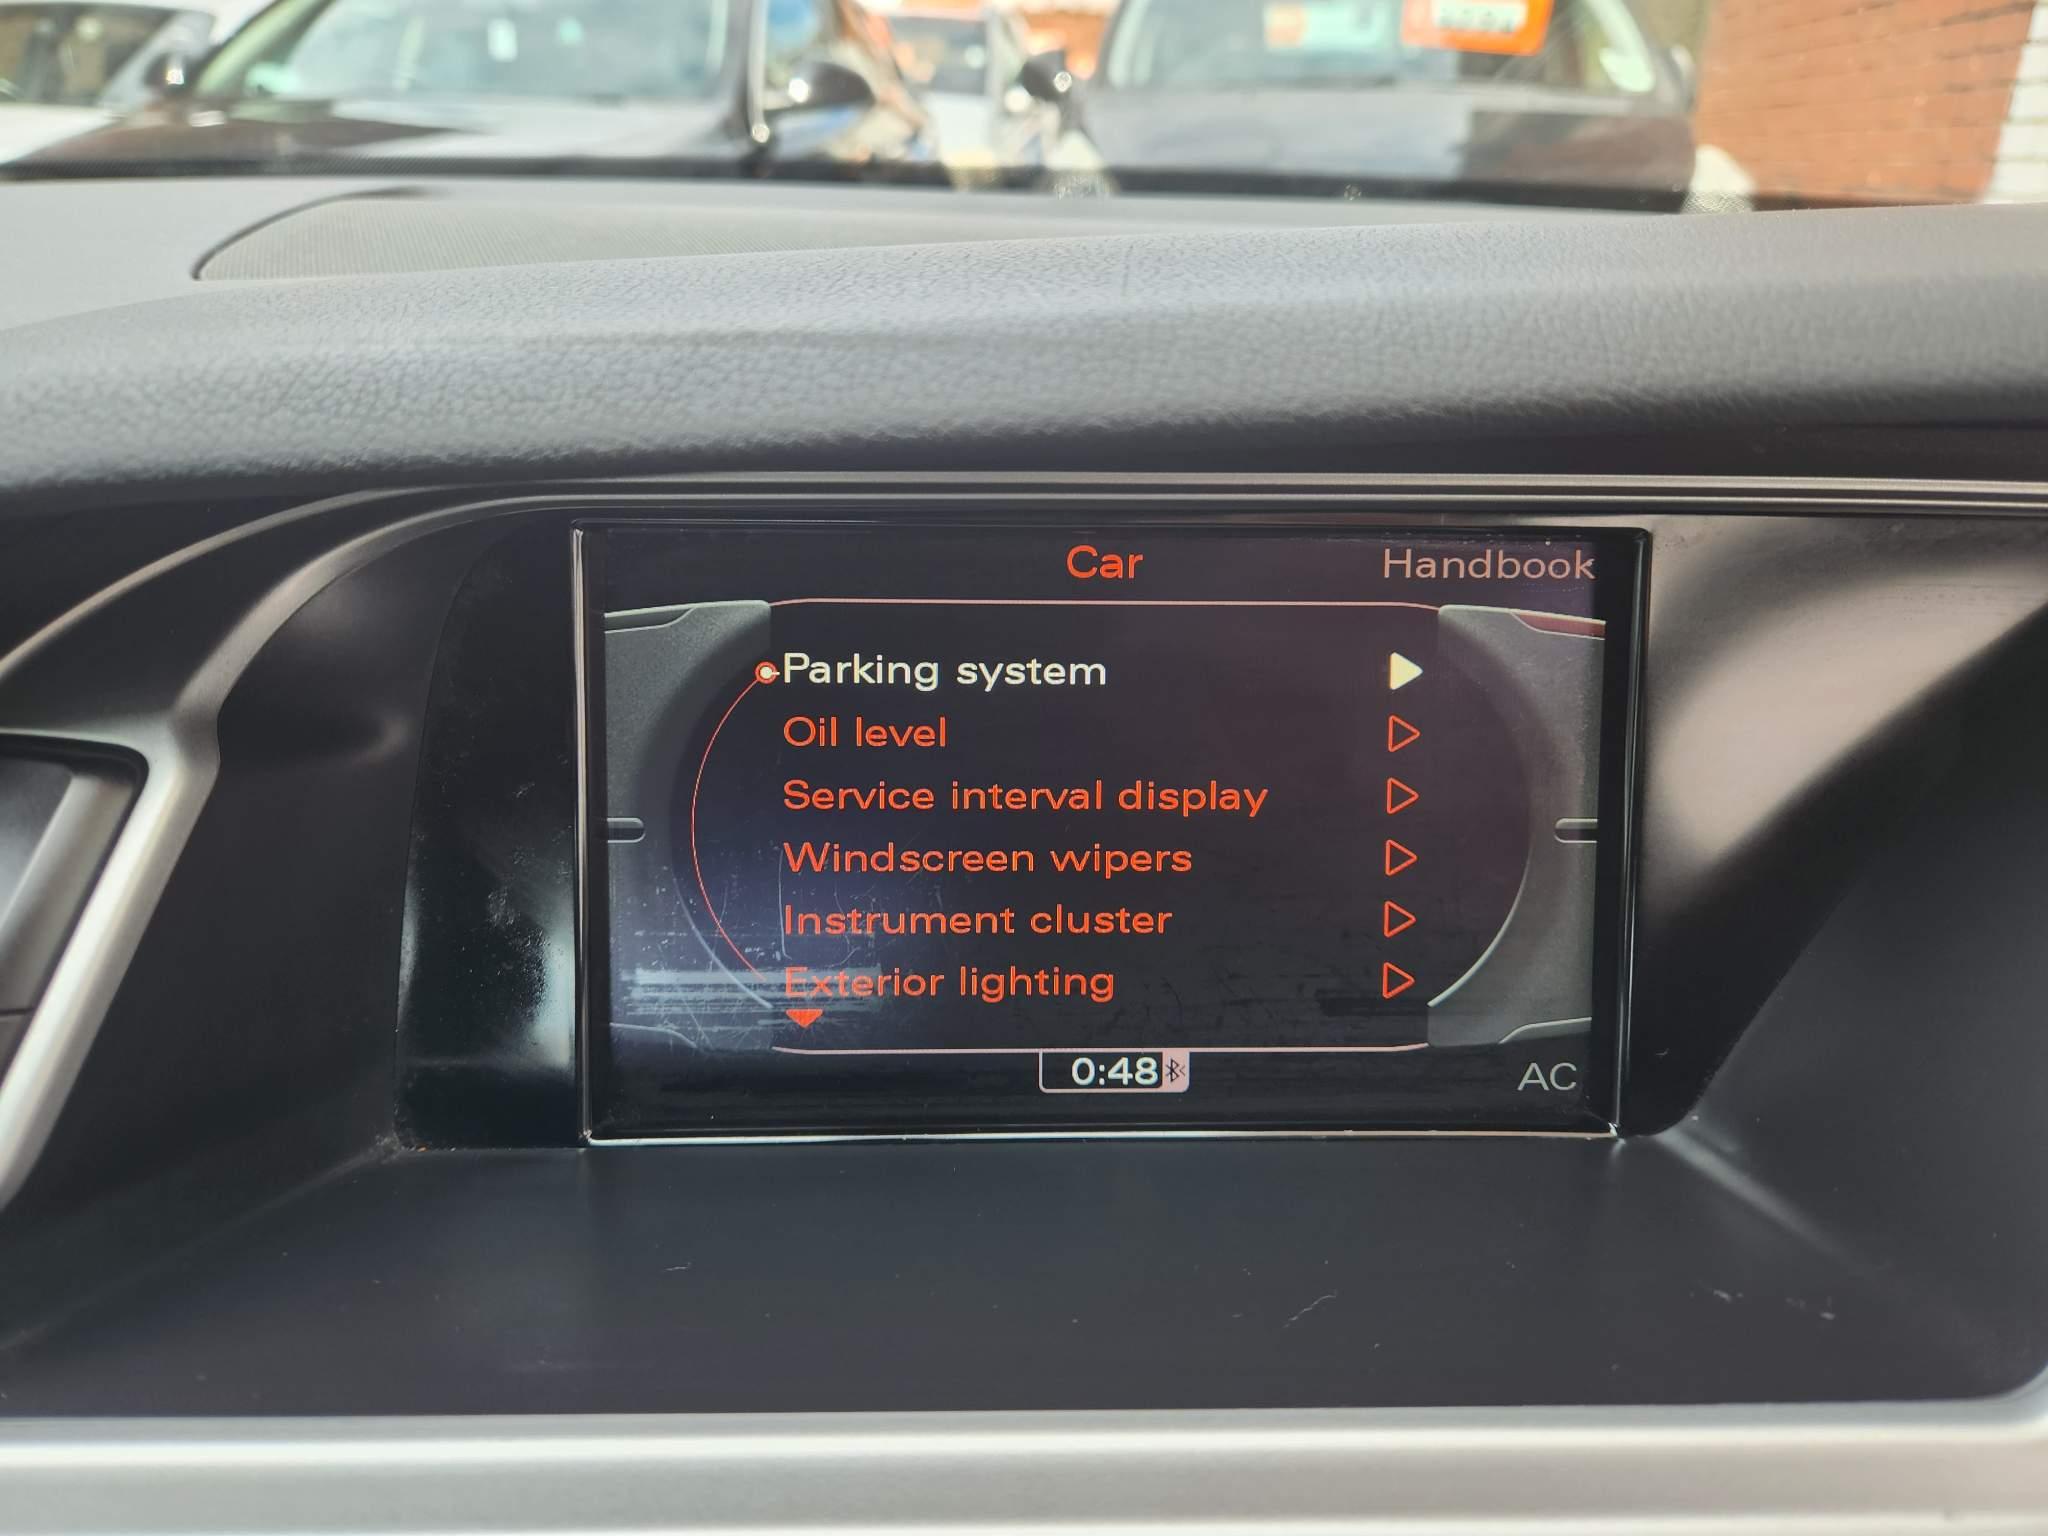 Car
Handbook
Parking system
Oil level
Service interval display
Windscreen wipers
Instrument cluster
Exterior lighting
0:48
AC